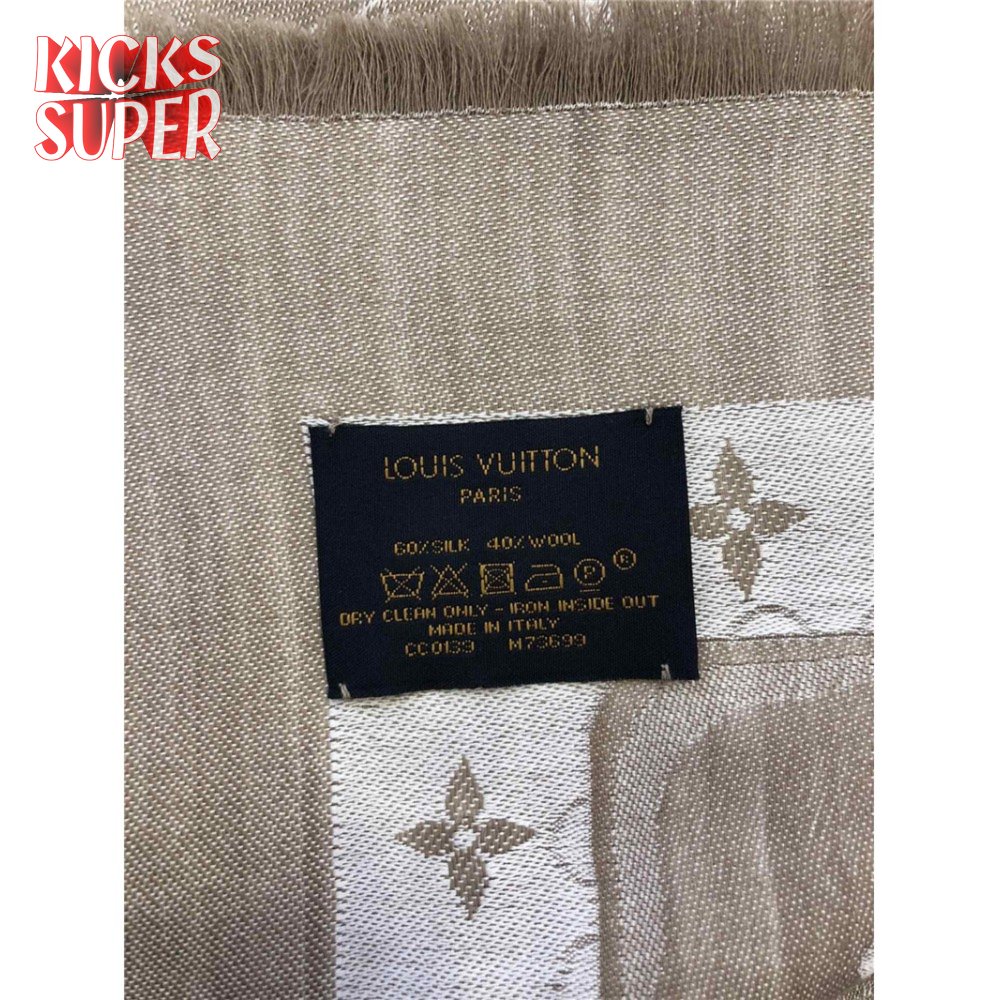 KICKS
SUPER
LOUIS VUITTON
PARIS
60%SILK 40%WOOL
P
DRY CLEAN ONLY - IRON INSIDE OUT
MADE IN ITALY
CC0139 M73699